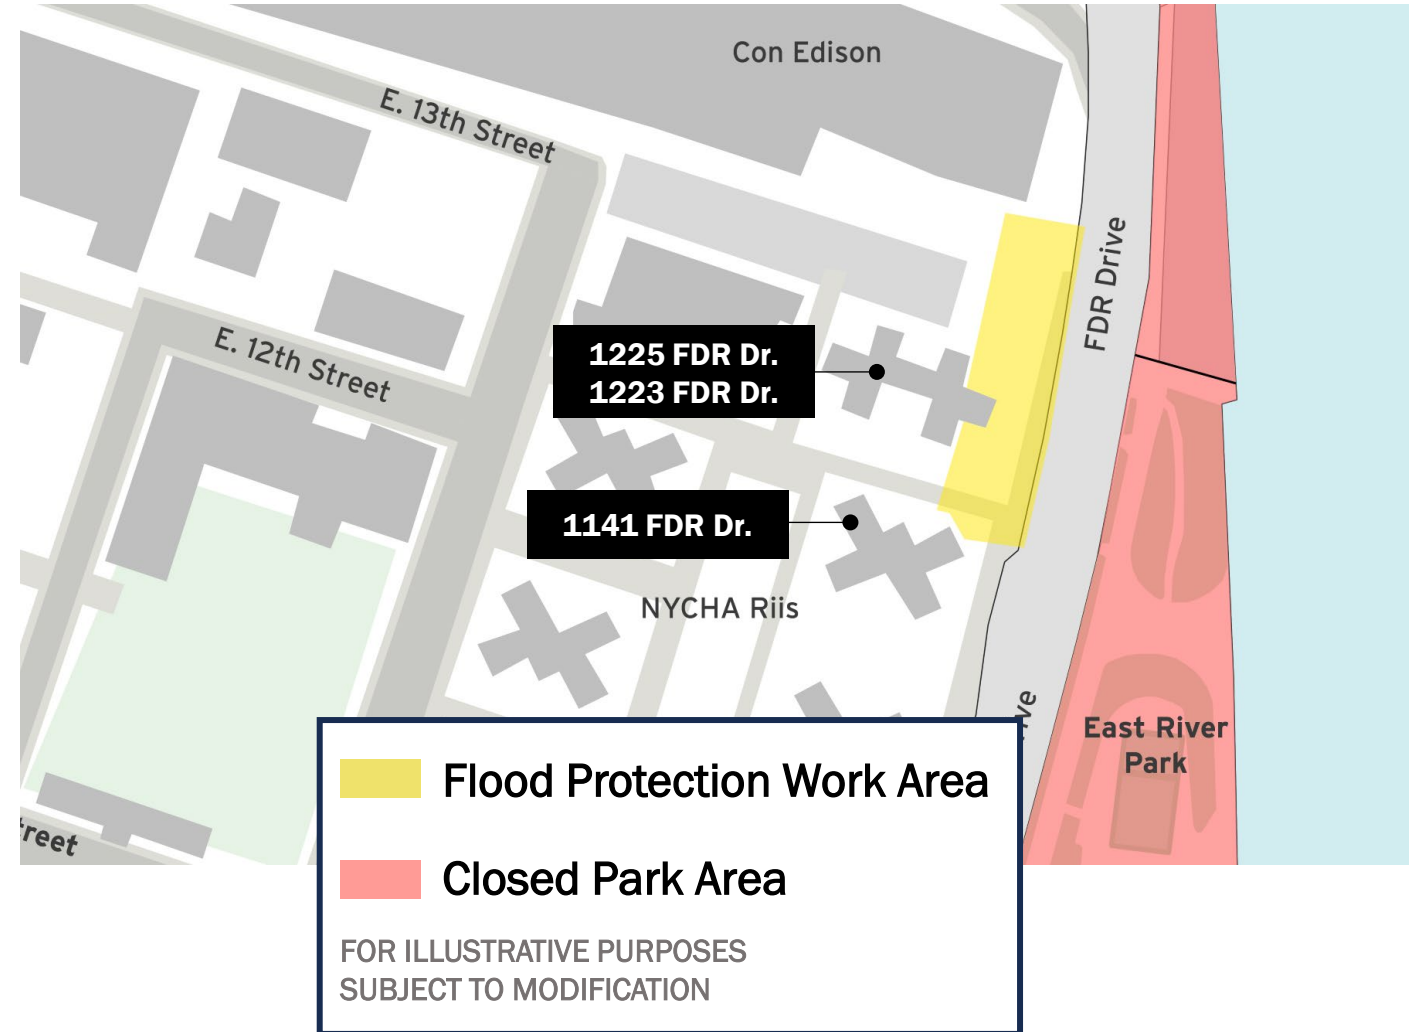 Con Edison
E. 13th Street
FDR Drive
E. 12th Street
1225 FDR Dr.
1223 FDR Dr.
1141 FDR Dr.
NYCHA Riis
East River
Park
Flood Protection Work Area
Closed Park Area
FOR ILLUSTRATIVE PURPOSES
SUBJECT TO MODIFICATION